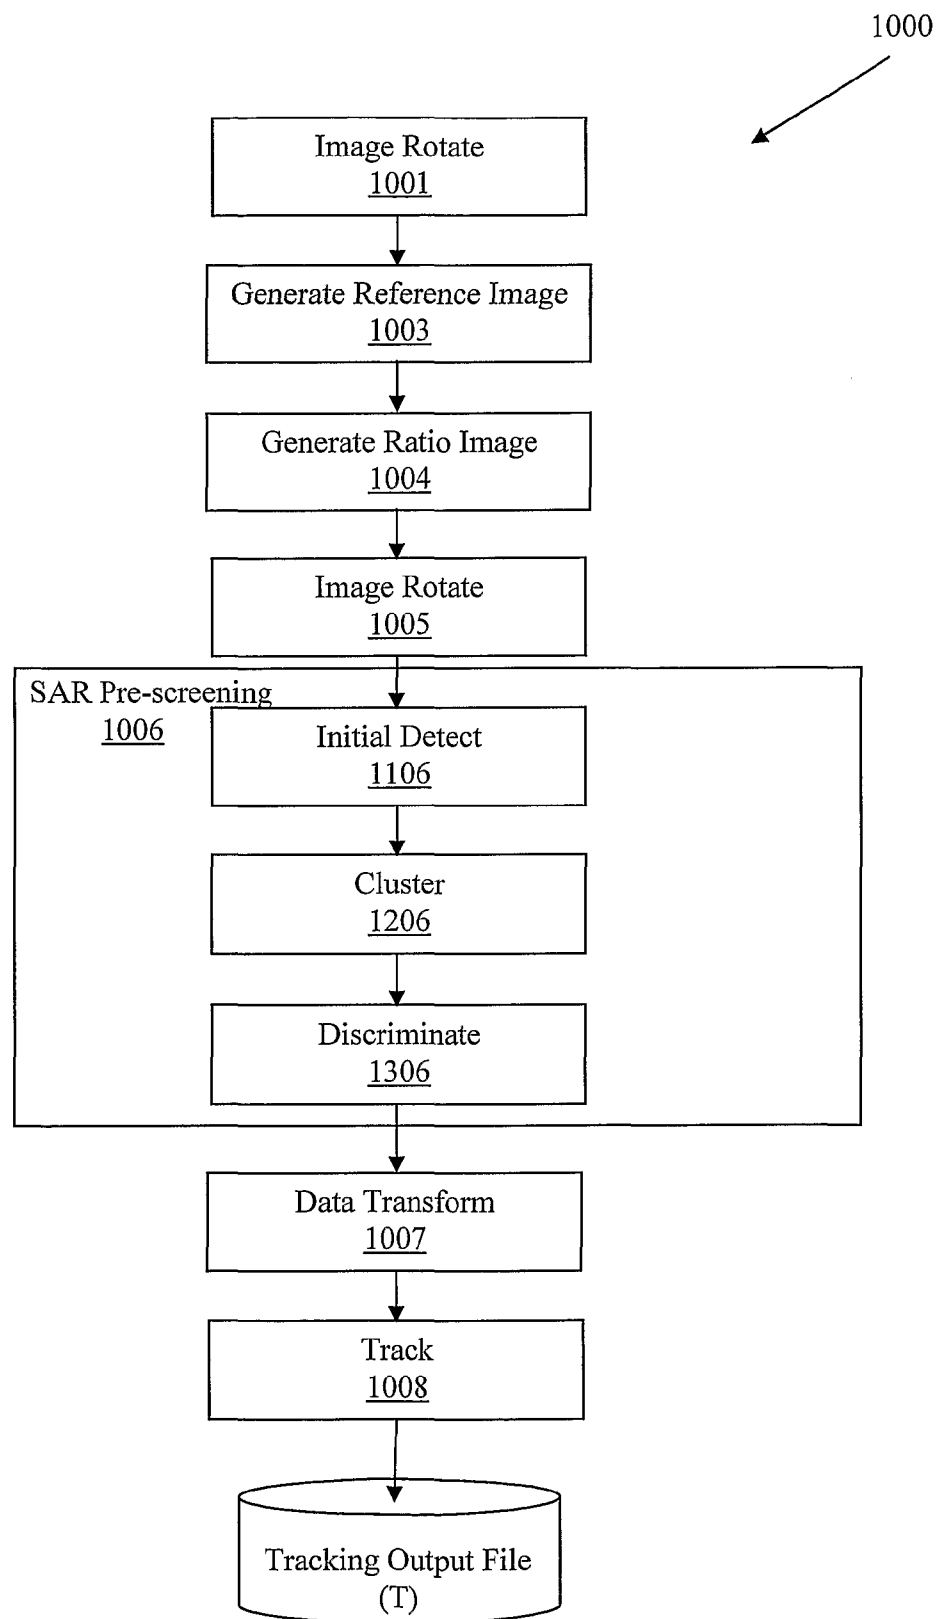 1000
Image Rotate
1001
Generate Reference Image
1003
Generate Ratio Image
1004
Image Rotate
1005
SAR Pre-screening
1006
Initial Detect
1106
Cluster
1206
Discriminate
1306
Data Transform
1007
Track
1008
Tracking Output File
(T)